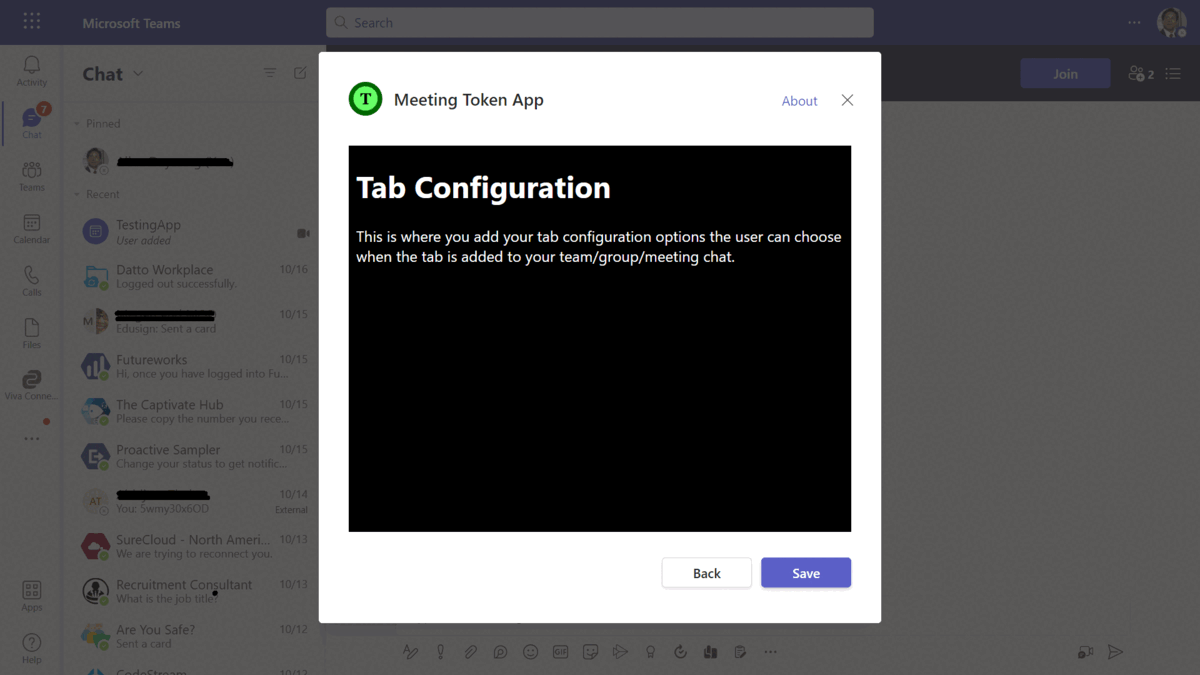 Microsoft Teams
Search
Activity
7
Chat
Teams
Calendar
Calls
Files
Viva Conne...
Apps
Help
Chat
Pinned
Recent
TestingApp
User added
Datto Workplace 10/16
Logged out successfully.
M
10/15
Edusign: Sent a card
Futureworks 10/15
Hi, once you have logged into Fu...
The Captivate Hub 10/15
Please copy the number you rece...
Proactive Sampler 10/15
Change your status to get notific...
AT
10/14
You: 5wmy30x6OD External
SureCloud - North Ameri... 10/13
We are trying to reconnect you.
Recruitment Consultant 10/13
What is the job title?
Are You Safe? 10/12
Sent a card
CodeStream
Join
2
T
Meeting Token App
About
Tab Configuration
This is where you add your tab configuration options the user can choose
when the tab is added to your team/group/meeting chat.
Back
Save
GIF